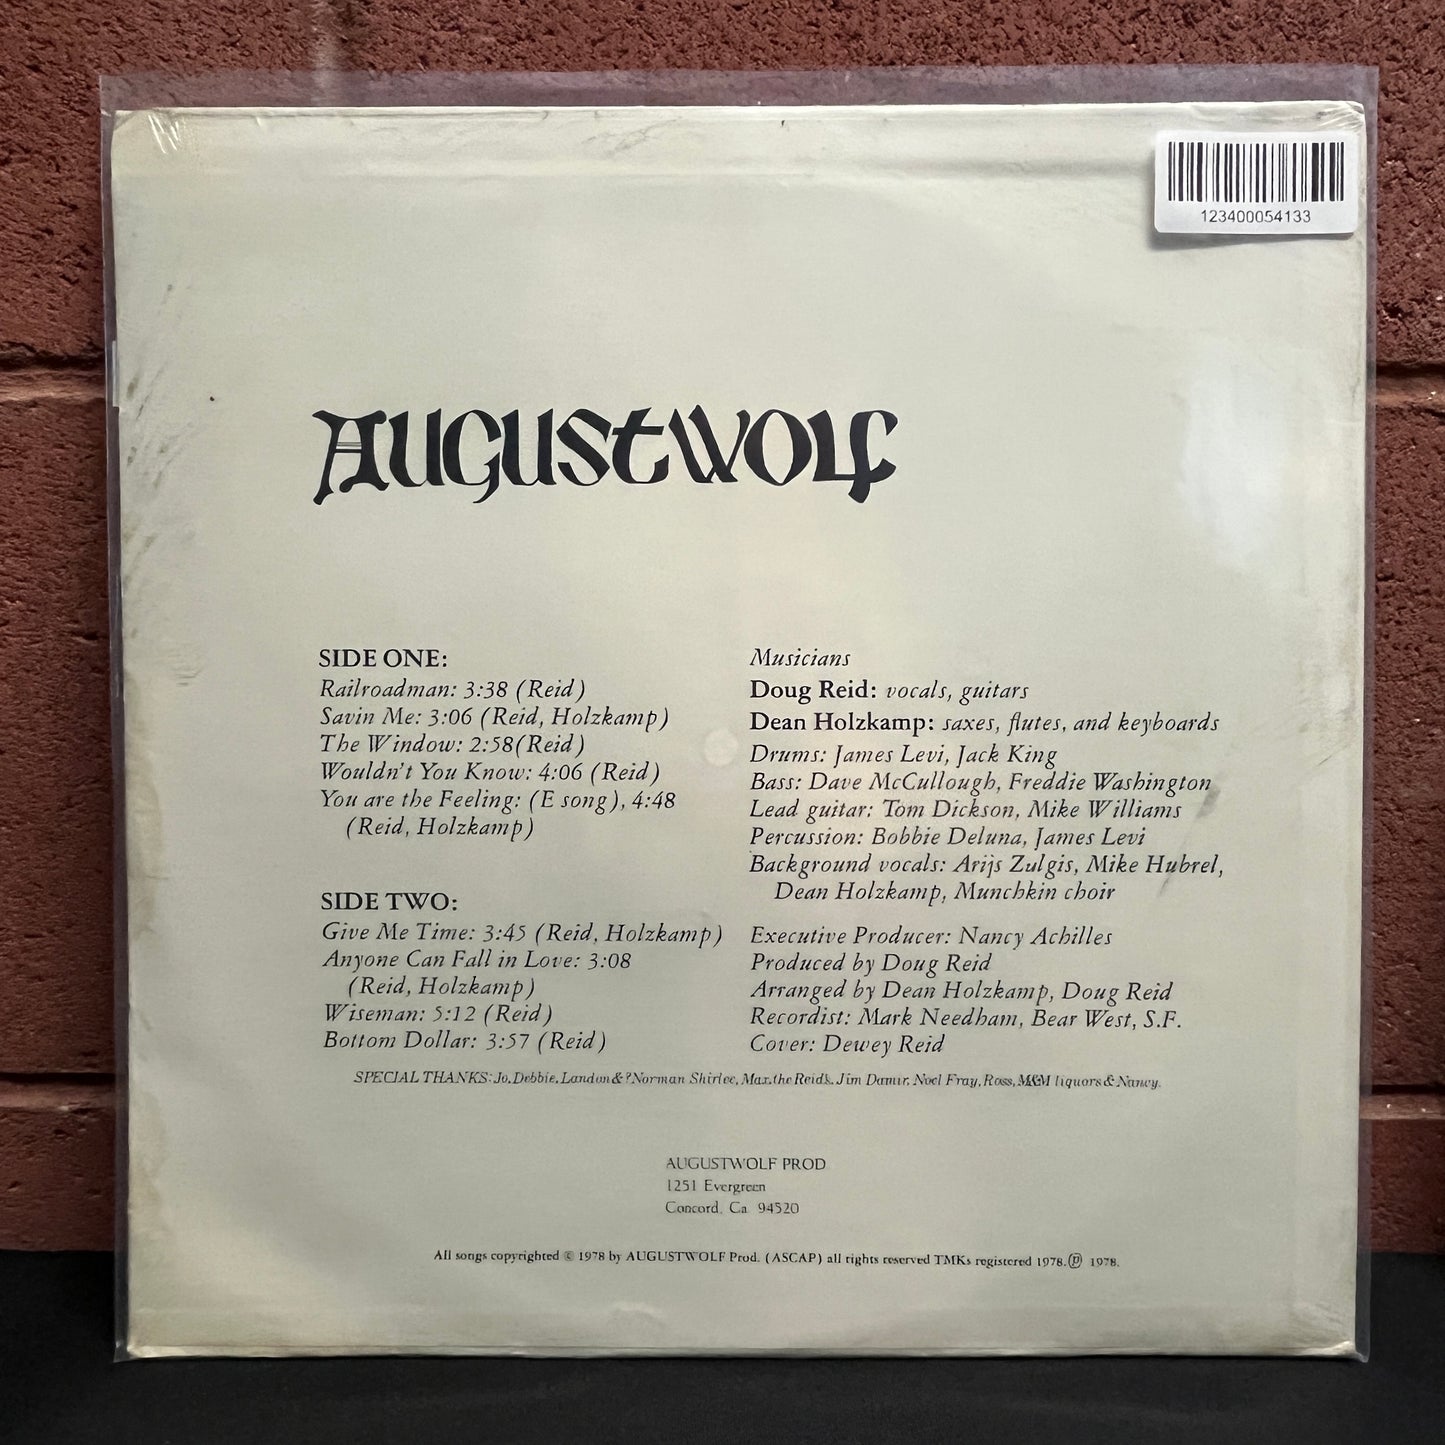 123400054133
AUGUSTWOLF
SIDE ONE:
Railroadman: 3:38 (Reid)
Savin Me: 3:06 (Reid, Holzkamp)
The Window: 2:58(Reid)
Wouldn't You Know: 4:06 (Reid)
You are the Feeling: (E song), 4:48
(Reid, Holzkamp)
SIDE TWO:
Give Me Time: 3:45 (Reid, Holzkamp)
Anyone Can Fall in Love: 3:08
(Reid, Holzkamp)
Wiseman: 5:12 (Reid)
Bottom Dollar: 3:57 (Reid)
Musicians
Doug Reid: vocals, guitars
Dean Holzkamp: saxes, flutes, and keyboards
Drums: James Levi, Jack King
Bass: Dave McCullough, Freddie Washington
Lead guitar: Tom Dickson, Mike Williams
Percussion: Bobbie Deluna, James Levi
Background vocals: Arijs Zulgis, Mike Hubrel,
Dean Holzkamp, Munchkin choir
Executive Producer: Nancy Achilles
Produced by Doug Reid
Arranged by Dean Holzkamp, Doug Reid
Recordist: Mark Needham, Bear West, S.F.
Cover: Dewey Reid
SPECIAL THANKS: Jo, Debbie, Landon & ? Norman Shirlee, Max, the Reids, Jim Damir, Noel Fray, Ross, M&M liquors & Nancy.
AUGUSTWOLF PROD
1251 Evergreen
Concord, Ca 94520
All songs copyrighted © 1978 by AUGUSTWOLF Prod. (ASCAP) all rights reserved TMKs registered 1978. ℗ 1978.